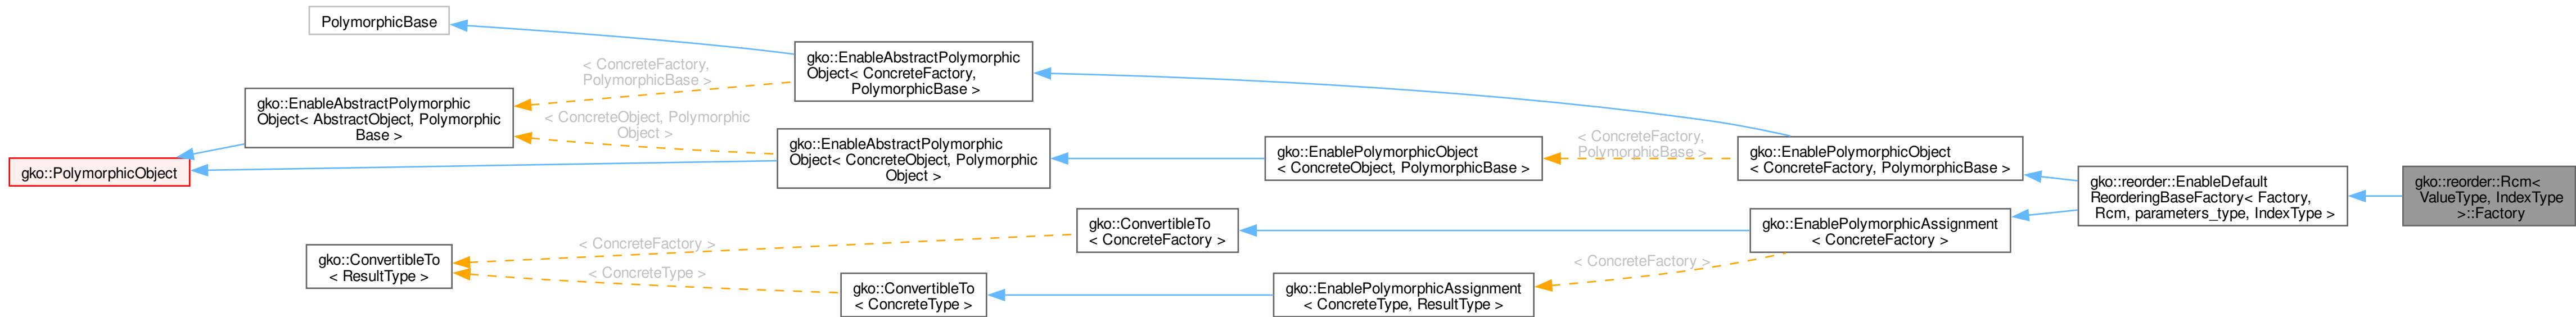 PolymorphicBase
gko::EnableAbstractPolymorphic
Object< ConcreteFactory,
PolymorphicBase >
< ConcreteFactory,
PolymorphicBase >
gko::EnableAbstractPolymorphic
Object< AbstractObject, Polymorphic
Base >
< ConcreteObject, Polymorphic
Object >
gko::EnableAbstractPolymorphic
Object< ConcreteObject, Polymorphic
Object >
gko::PolymorphicObject
gko::EnablePolymorphicObject
< ConcreteObject, PolymorphicBase >
< ConcreteFactory,
PolymorphicBase >
gko::EnablePolymorphicObject
< ConcreteFactory, PolymorphicBase >
gko::reorder::EnableDefault
ReorderingBaseFactory< Factory,
Rcm, parameters_type, IndexType >
gko::reorder::Rcm<
ValueType, IndexType
>::Factory
gko::ConvertibleTo
< ConcreteFactory >
gko::EnablePolymorphicAssignment
< ConcreteFactory >
< ConcreteFactory >
gko::ConvertibleTo
< ResultType >
< ConcreteType >
gko::ConvertibleTo
< ConcreteType >
gko::EnablePolymorphicAssignment
< ConcreteType, ResultType >
< ConcreteFactory >